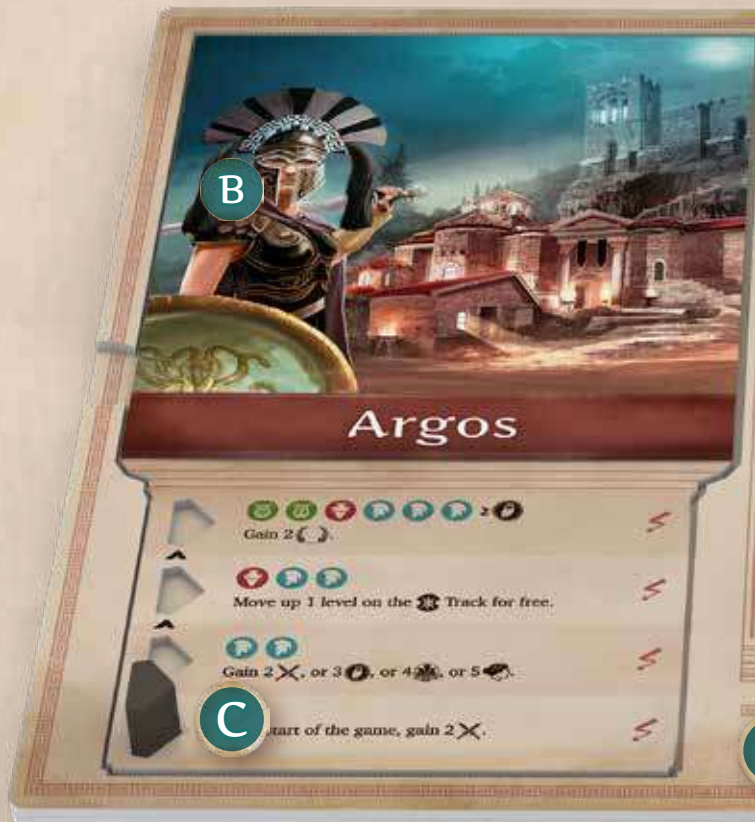 B
Argos
2
Gain 2 .
Move up 1 level on the Track for free.
Gain 2 , or 3 , or 4 , or 5 .
C
tart of the game, gain 2 .